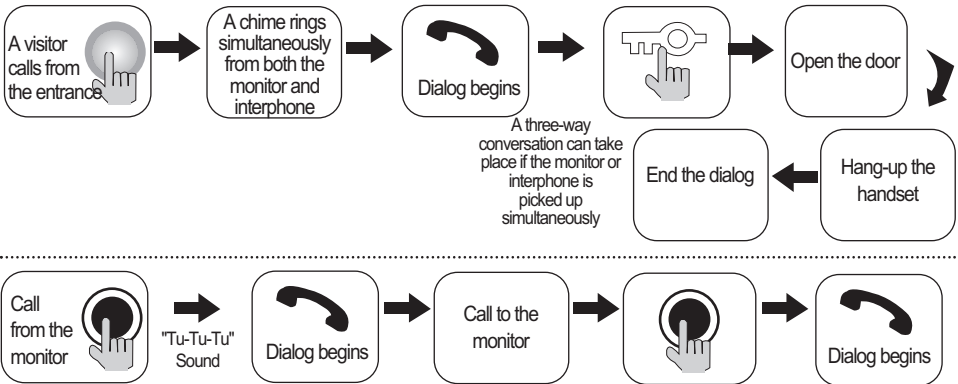 A visitor
calls from
the entrance
A chime rings
simultaneously
from both the
monitor and
interphone
Dialog begins
Open the door
A three-way
conversation can take
place if the monitor or
interphone is
picked up
simultaneously
Hang-up the
handset
End the dialog
Call
from the
monitor
"Tu-Tu-Tu"
Sound
Dialog begins
Call to the
monitor
Dialog begins